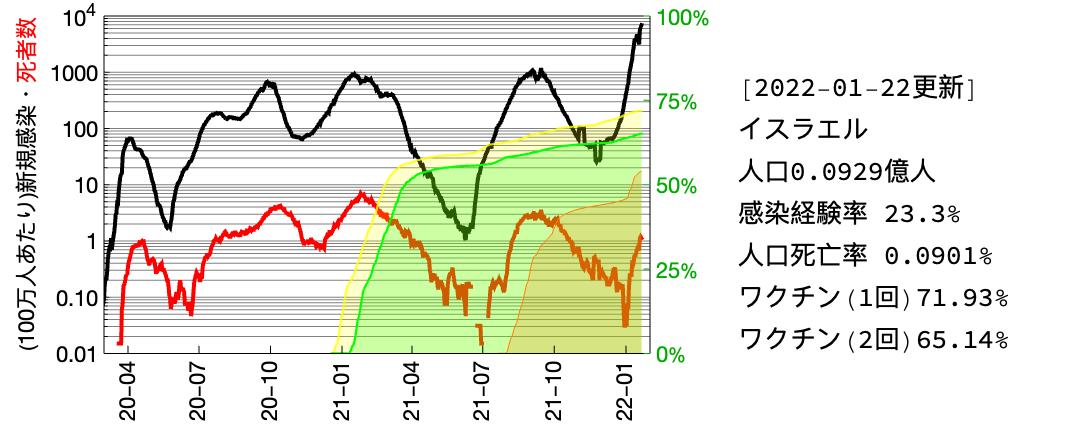 (100万人あたり)新規感染・死者数
10^4
1000
100
10
1
0.10
0.01
100%
75%
50%
25%
0%
20-04
20-07
20-10
21-01
21-04
21-07
21-10
22-01
[2022-01-22更新]
イスラエル
人口0.0929億人
感染経験率 23.3%
人口死亡率 0.0901%
ワクチン(1回)71.93%
ワクチン(2回)65.14%